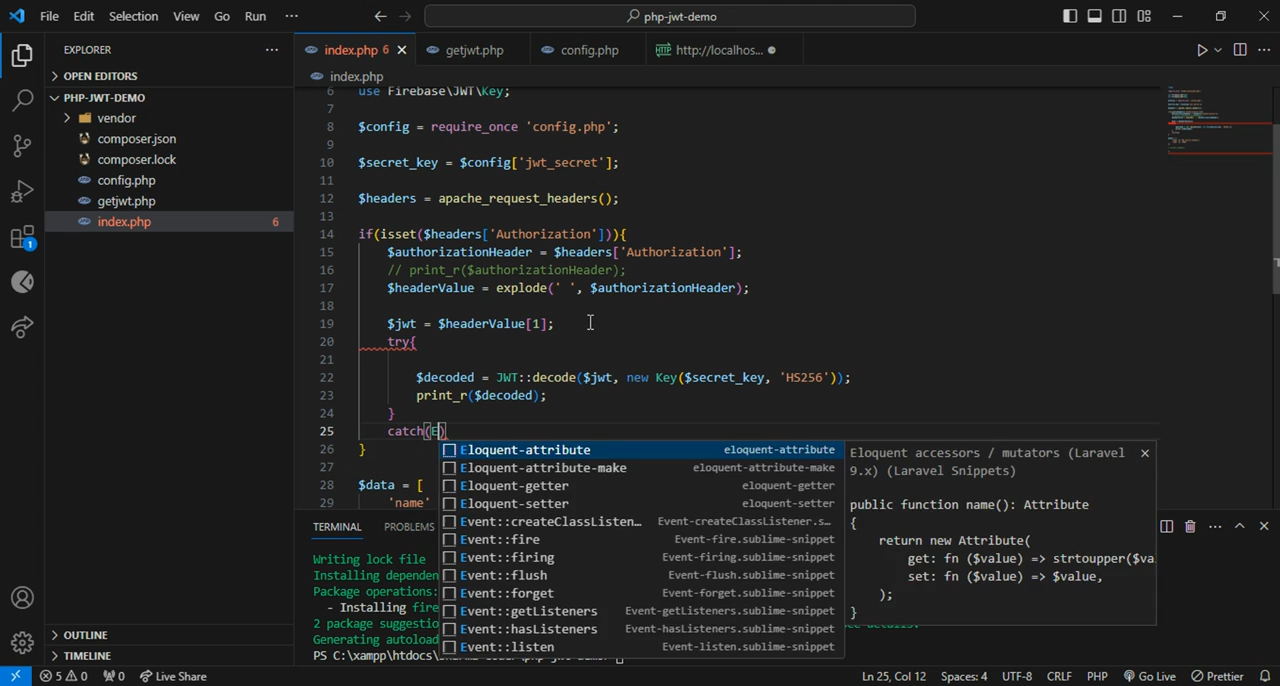 File Edit Selection View Go Run ··· php-jwt-demo
EXPLORER ···
OPEN EDITORS
PHP-JWT-DEMO
vendor
composer.json
composer.lock
config.php
getjwt.php
index.php 6
OUTLINE
TIMELINE
index.php 6 getjwt.php config.php http://localhos...
index.php
6 use Firebase\JWT\Key;
7
8 $config = require_once 'config.php';
9
10 $secret_key = $config['jwt_secret'];
11
12 $headers = apache_request_headers();
13
14 if(isset($headers['Authorization'])){
15 $authorizationHeader = $headers['Authorization'];
16 // print_r($authorizationHeader);
17 $headerValue = explode(' ', $authorizationHeader);
18
19 $jwt = $headerValue[1];
20 try{
21
22 $decoded = JWT::decode($jwt, new Key($secret_key, 'HS256'));
23 print_r($decoded);
24 }
25 catch(E)
26 }
27
28 $data = [
29 'name'
Eloquent-attribute eloquent-attribute
Eloquent-attribute-make eloquent-attribute-make
Eloquent-getter eloquent-getter
Eloquent-setter eloquent-setter
Event::createClassListen… Event-createClassListener.s…
Event::fire Event-fire.sublime-snippet
Event::firing Event-firing.sublime-snippet
Event::flush Event-flush.sublime-snippet
Event::forget Event-forget.sublime-snippet
Event::getListeners Event-getListeners.sublime-snippet
Event::hasListeners Event-hasListeners.sublime-snippet
Event::listen Event-listen.sublime-snippet
Eloquent accessors / mutators (Laravel
9.x) (Laravel Snippets)
public function name(): Attribute
{
return new Attribute(
get: fn ($value) => strtoupper($va
set: fn ($value) => $value,
);
}
TERMINAL PROBLEMS
Writing lock file
Installing dependen
Package operations:
- Installing fire
2 package suggestio
Generating autoload
PS C:\xampp\htdocs\
1
5 0 0 Live Share Ln 25, Col 12 Spaces: 4 UTF-8 CRLF PHP Go Live Prettier